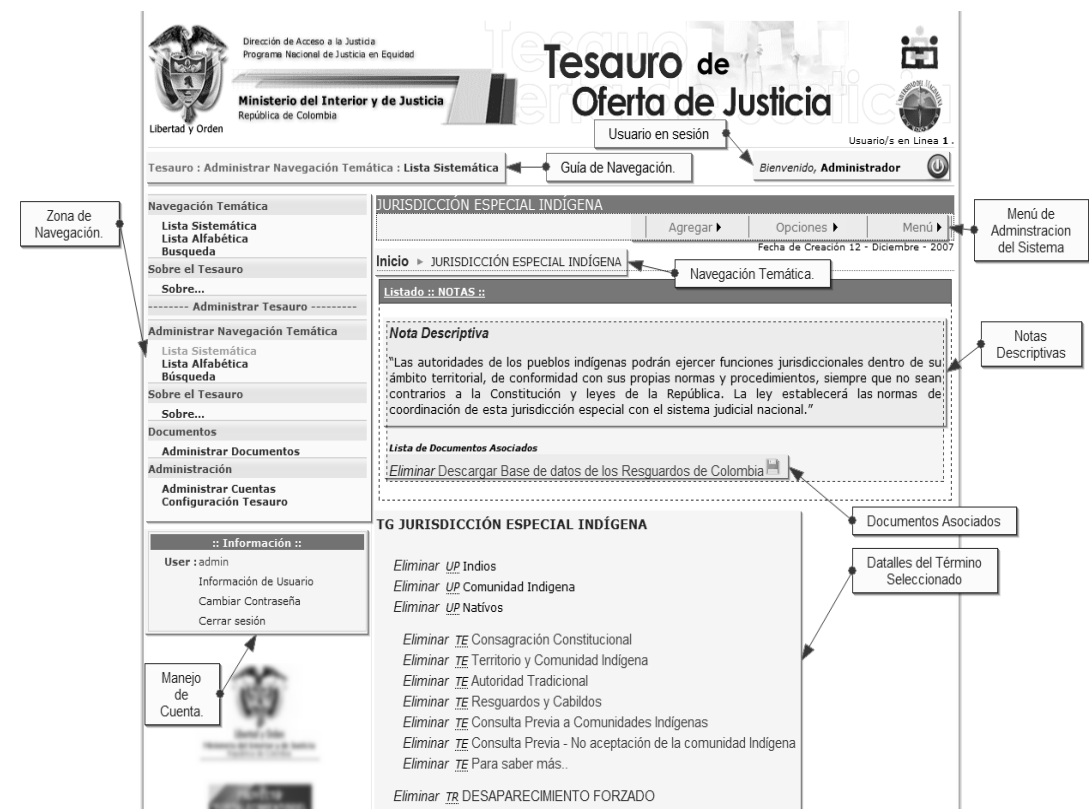 Dirección de Acceso a la Justicia
Programa Nacional de Justicia en Equidad
Ministerio del Interior y de Justicia
República de Colombia
Libertad y Orden
Tesauro de
Oferta de Justicia
Usuario en sesión
Usuario/s en Linea 1 .
Tesauro : Administrar Navegación Temática : Lista Sistemática
Guía de Navegación.
Bienvenido, Administrador
Zona de
Navegación.
Navegación Temática
Lista Sistemática
Lista Alfabética
Busqueda
Sobre el Tesauro
Sobre...
-------- Administrar Tesauro ---------
Administrar Navegación Temática
Lista Sistemática
Lista Alfabética
Búsqueda
Sobre el Tesauro
Sobre...
Documentos
Administrar Documentos
Administración
Administrar Cuentas
Configuración Tesauro
:: Información ::
User : admin
Información de Usuario
Cambiar Contraseña
Cerrar sesión
Manejo
de
Cuenta.
JURISDICCIÓN ESPECIAL INDÍGENA
Agregar
Opciones
Menú
Menú de
Adminstracion
del Sistema
Fecha de Creación 12 - Diciembre - 2007
Inicio ► JURISDICCIÓN ESPECIAL INDÍGENA
Navegación Temática.
Listado :: NOTAS ::
Nota Descriptiva
"Las autoridades de los pueblos indígenas podrán ejercer funciones jurisdiccionales dentro de su
ámbito territorial, de conformidad con sus propias normas y procedimientos, siempre que no sean
contrarios a la Constitución y leyes de la República. La ley establecerá las normas de
coordinación de esta jurisdicción especial con el sistema judicial nacional.”
Notas
Descriptivas
Lista de Documentos Asociados
Eliminar Descargar Base de datos de los Resguardos de Colombia
Documentos Asociados
TG JURISDICCIÓN ESPECIAL INDÍGENA
Datalles del Término
Seleccionado
Eliminar UP Indios
Eliminar UP Comunidad Indigena
Eliminar UP Natívos
Eliminar TE Consagración Constitucional
Eliminar TE Territorio y Comunidad Indígena
Eliminar TE Autoridad Tradicional
Eliminar TE Resguardos y Cabildos
Eliminar TE Consulta Previa a Comunidades Indígenas
Eliminar TE Consulta Previa - No aceptación de la comunidad Indígena
Eliminar TE Para saber más..
Eliminar TR DESAPARECIMIENTO FORZADO